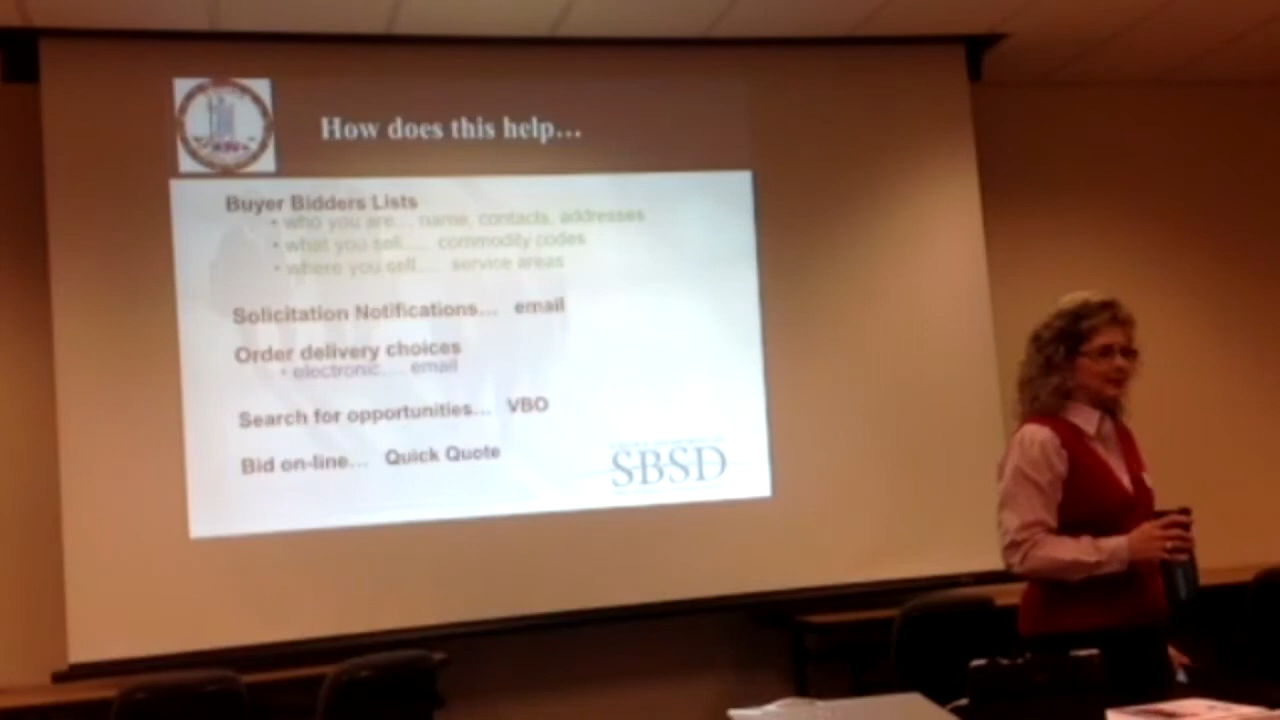 How does this help...
Buyer Bidders Lists
• who you are... name, contacts, addresses
• what you sell..... commodity codes
• where you sell.... service areas
Solicitation Notifications... email
Order delivery choices
• electronic..... email
Search for opportunities... VBO
Bid on-line... Quick Quote
SBSD